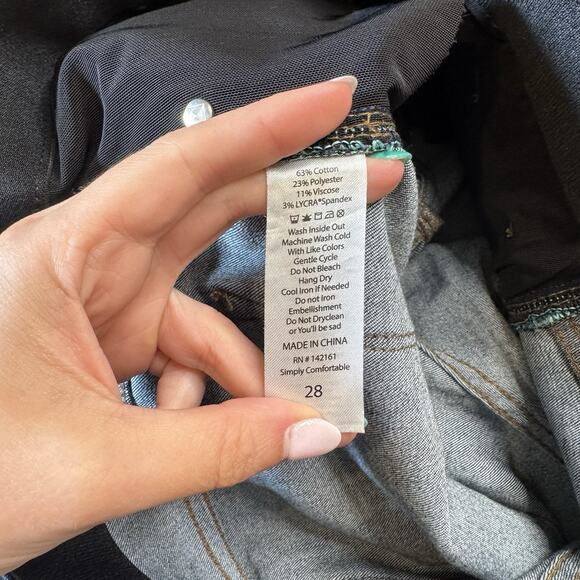 63% Cotton
23% Polyester
11% Viscose
3% LYCRA®Spandex
Wash Inside Out
Machine Wash Cold
With Like Colors
Gentle Cycle
Do Not Bleach
Hang Dry
Cool Iron If Needed
Do not Iron
Embellishment
Do Not Dryclean
or You'll be sad
MADE IN CHINA
RN # 142161
Simply Comfortable
28